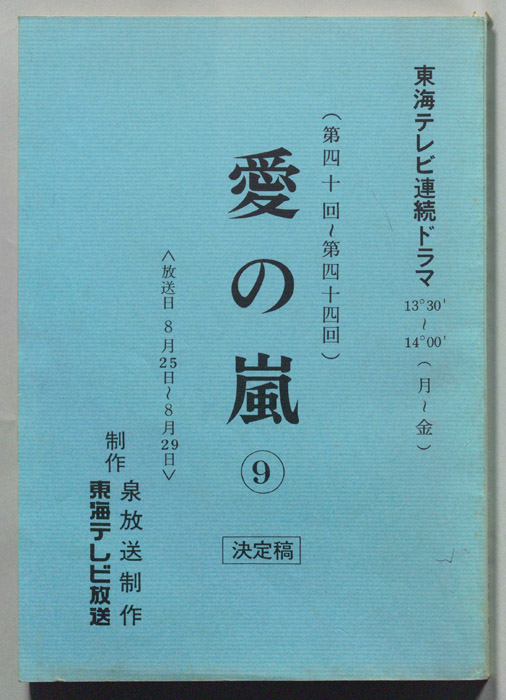 東海テレビ連続ドラマ 13°30'~14°00'(月~金)
(第四十回~第四十四回)
愛の嵐⑨
決定稿
<放送日 8月25日~8月29日>
制作
泉放送制作
東海テレビ放送